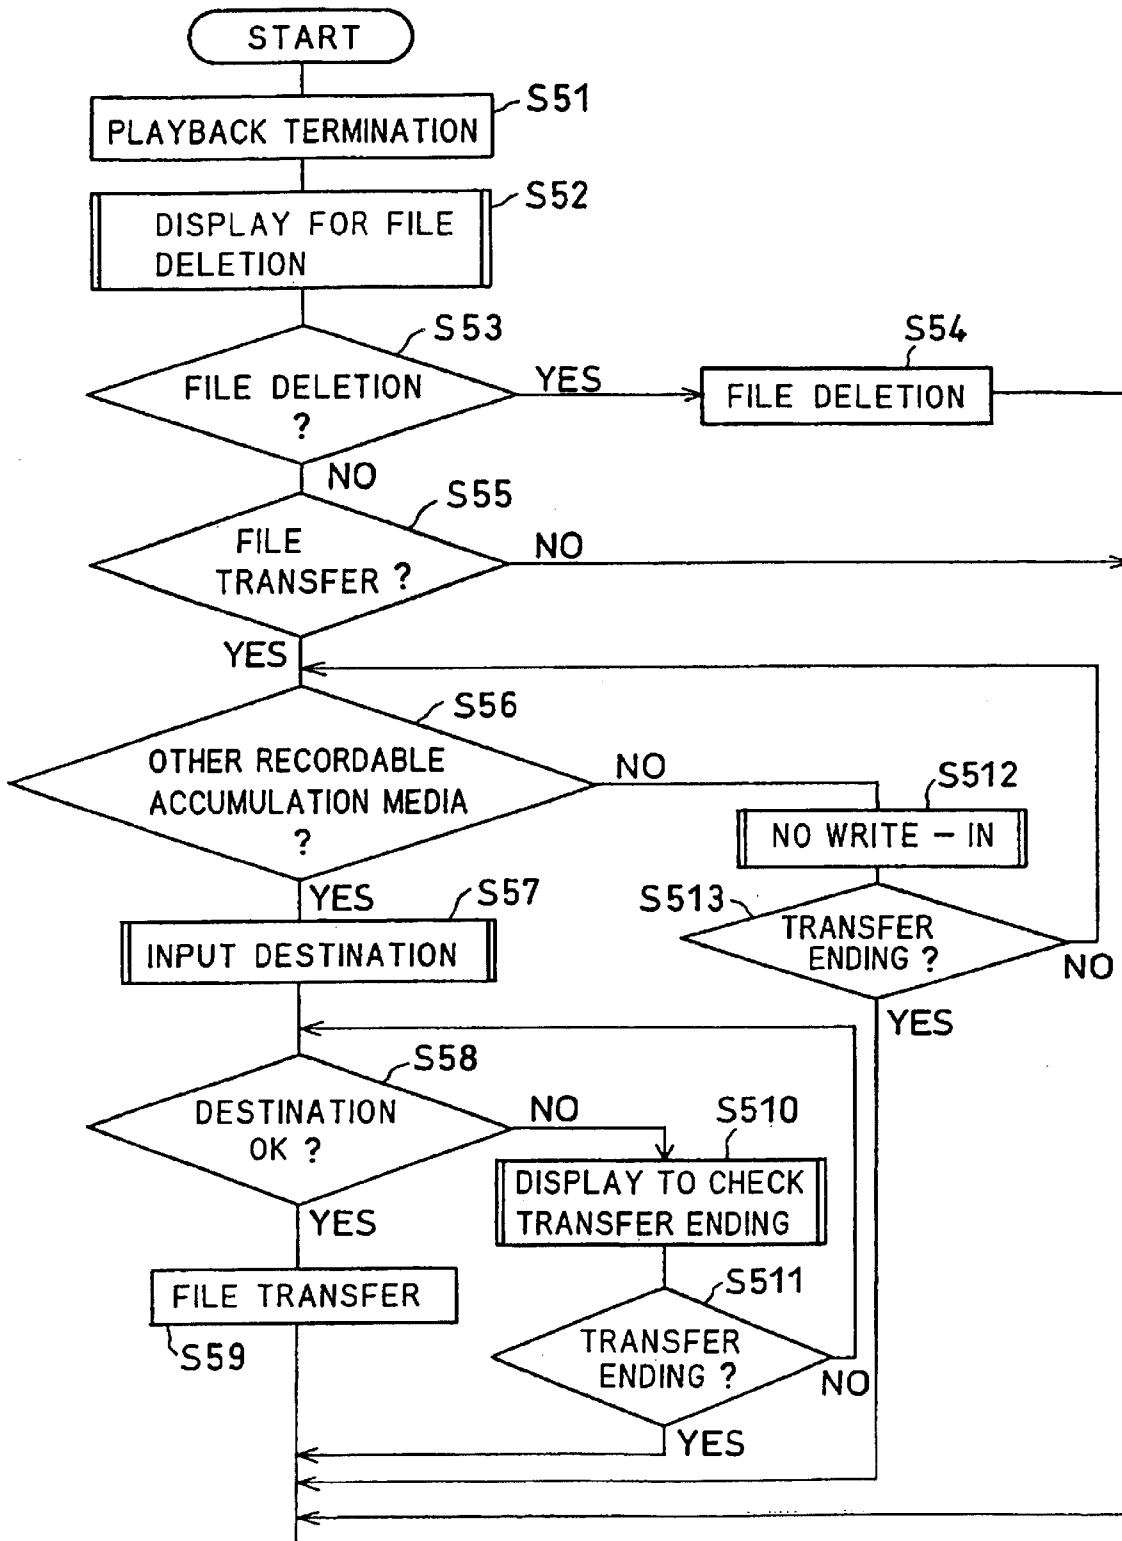 START
S51
PLAYBACK TERMINATION
S52
DISPLAY FOR FILE
DELETION
S53
FILE DELETION
?
YES
S54
FILE DELETION
NO
S55
FILE
TRANSFER ?
NO
YES
S56
OTHER RECORDABLE
ACCUMULATION MEDIA
?
NO
S512
NO WRITE – IN
YES
S57
INPUT DESTINATION
S513
TRANSFER
ENDING ?
NO
YES
S58
DESTINATION
OK ?
NO
S510
DISPLAY TO CHECK
TRANSFER ENDING
YES
FILE TRANSFER
S59
S511
TRANSFER
ENDING ?
NO
YES